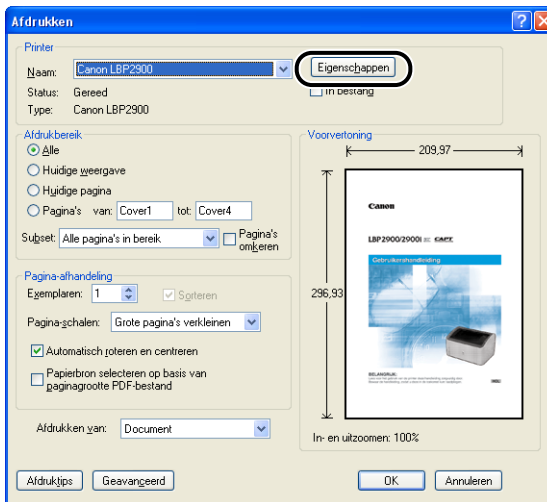 Afdrukken
Printer
Naam: Canon LBP2900 Eigenschappen
Status: Gereed In bestand
Type: Canon LBP2900
Afdrukbereik
Alle
Huidige weergave
Huidige pagina
Pagina's van: Cover1 tot: Cover4
Subset: Alle pagina's in bereik Pagina's omkeren
Pagina-afhandeling
Exemplaren: 1 Sorteren
Pagina-schalen: Grote pagina's verkleinen
Automatisch roteren en centreren
Papierbron selecteren op basis van
paginagrootte PDF-bestand
Afdrukken van: Document
Voorvertoning
209,97
296,93
Canon
LBP2900/2900i CAPT
Gebruikershandleiding
BELANGRIJK:
In- en uitzoomen: 100%
Afdruktips Geavanceerd OK Annuleren